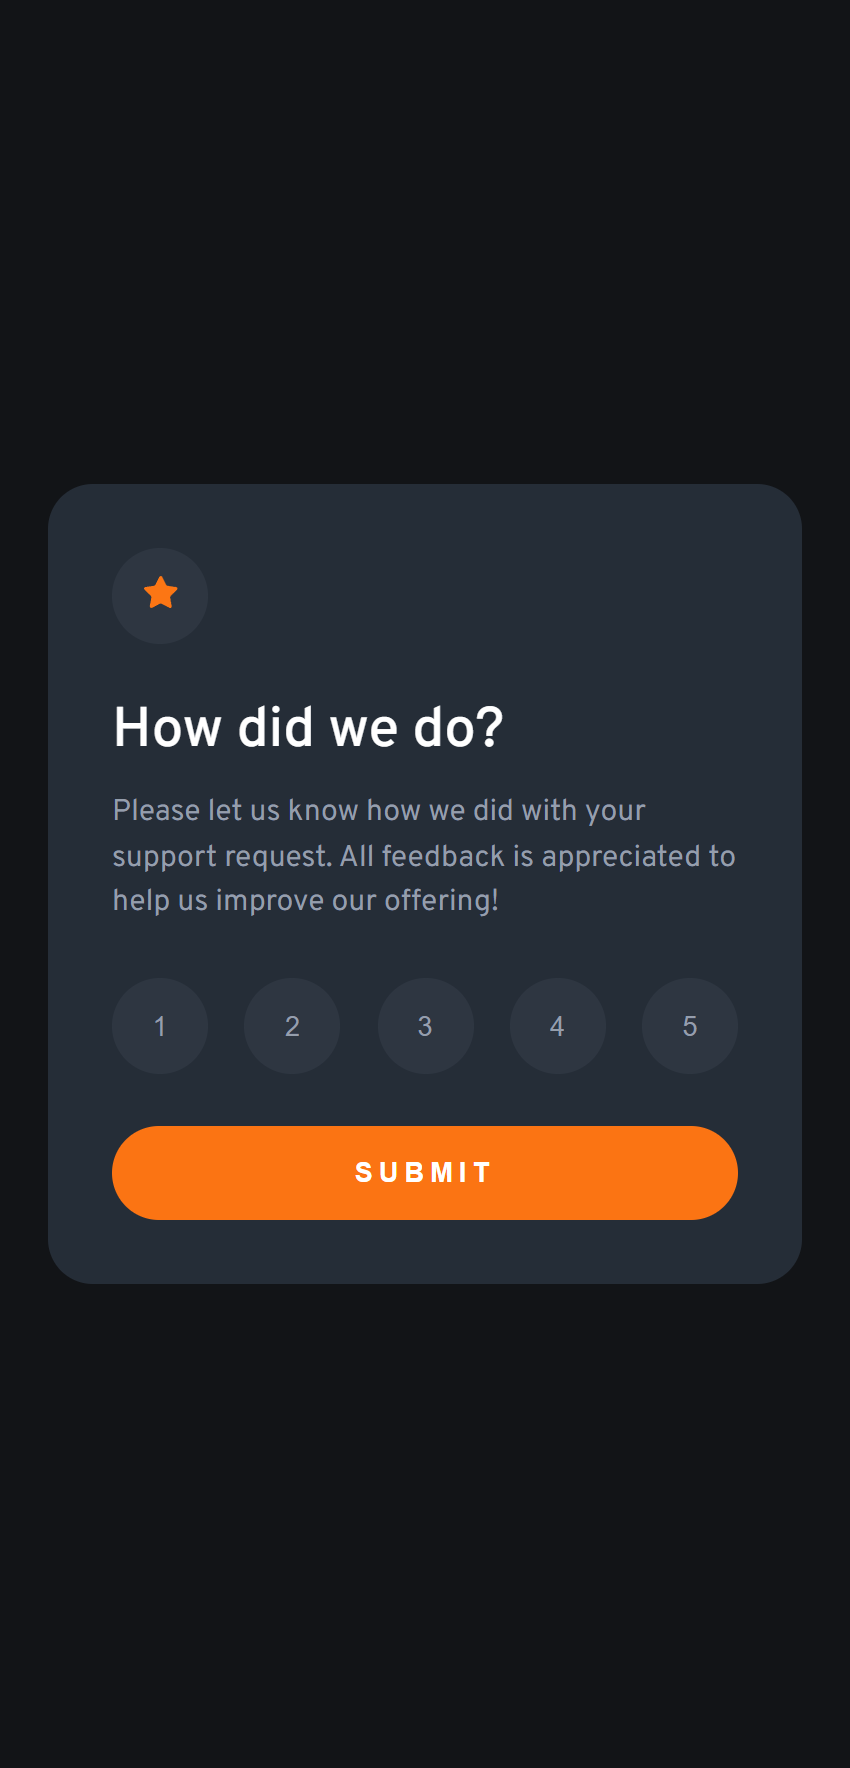 How did we do?
Please let us know how we did with your
support request. All feedback is appreciated to
help us improve our offering!
1 2 3 4 5
SUBMIT